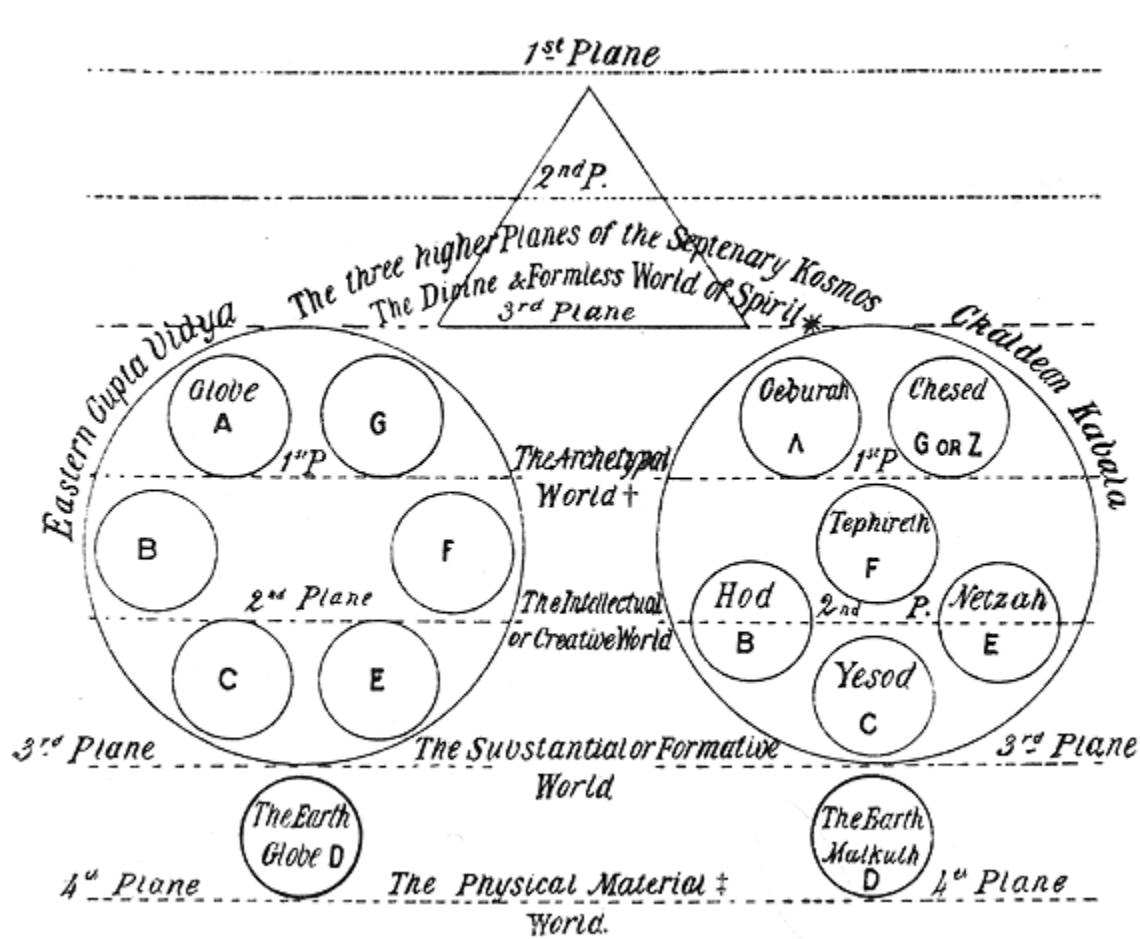 1st Plane
2nd P.
The three higher Planes of the Septenary Kosmos
The Divine & Formless World of Spirit*
3rd Plane
Eastern Gupta Vidya
Chaldean Kabala
Globe
A
G
1st P
B
F
2nd Plane
C
E
The Archetypal
World †
The Intellectual
or Creative World
Geburah
A
Chesed
G OR Z
1st P
Tephireth
F
Hod
B
2nd P.
Netzah
E
Yesod
C
3rd Plane
The Substantial or Formative
World
3rd Plane
The Earth
Globe D
The Earth
Malkuth
D
4th Plane
The Physical Material ‡
World.
4th Plane